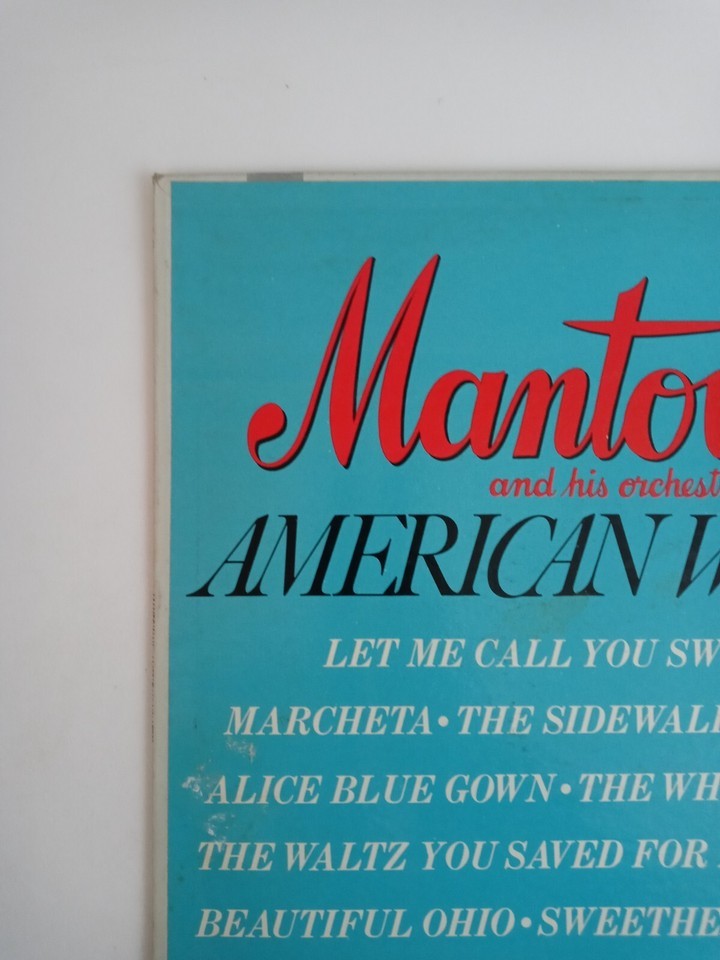 Mantov
and his orchest
AMERICAN W
LET ME CALL YOU SW
MARCHETA • THE SIDEWAL
ALICE BLUE GOWN • THE WH
THE WALTZ YOU SAVED FOR
BEAUTIFUL OHIO • SWEETHE